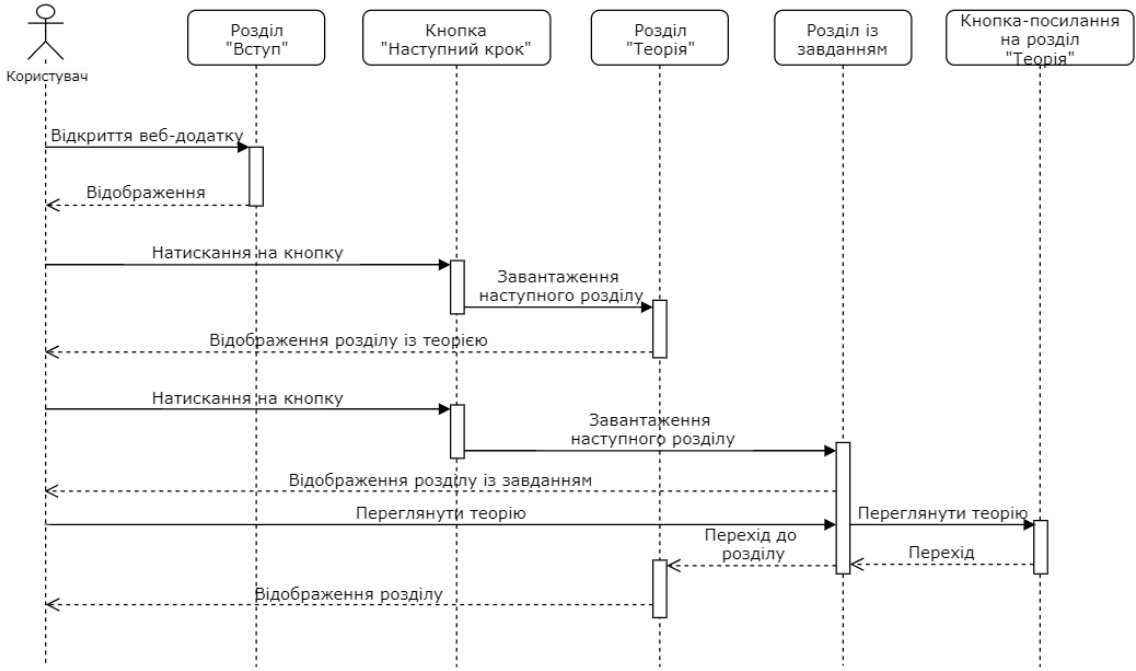 Користувач
Розділ
"Вступ"
Кнопка
"Наступний крок"
Розділ
"Теорія"
Розділ із
завданням
Кнопка-посилання
на розділ
"Теорія"
Відкриття веб-додатку
Відображення
Натискання на кнопку
Завантаження
наступного розділу
Відображення розділу із теорією
Натискання на кнопку
Завантаження
наступного розділу
Відображення розділу із завданням
Переглянути теорію
Переглянути теорію
Перехід до
розділу
Перехід
Відображення розділу